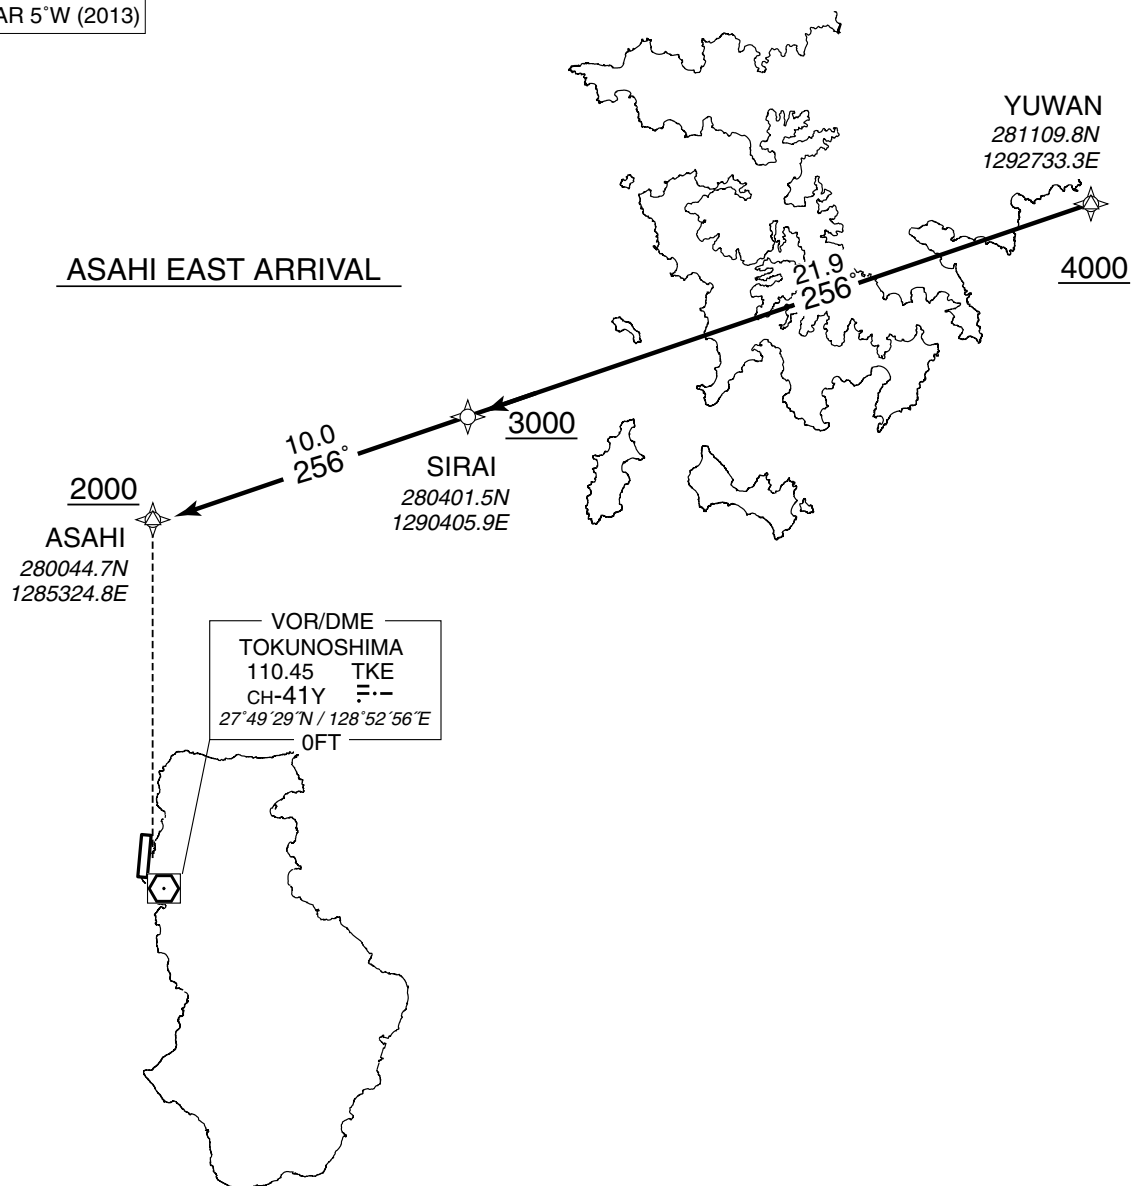 AR 5°W (2013)
YUWAN
281109.8N
1292733.3E
4000
ASAHI EAST ARRIVAL
21.9
256°
3000
SIRAI
280401.5N
1290405.9E
10.0
256°
2000
ASAHI
280044.7N
1285324.8E
VOR/DME
TOKUNOSHIMA
110.45 TKE
CH-41Y
27°49′29″N / 128°52′56″E
0FT